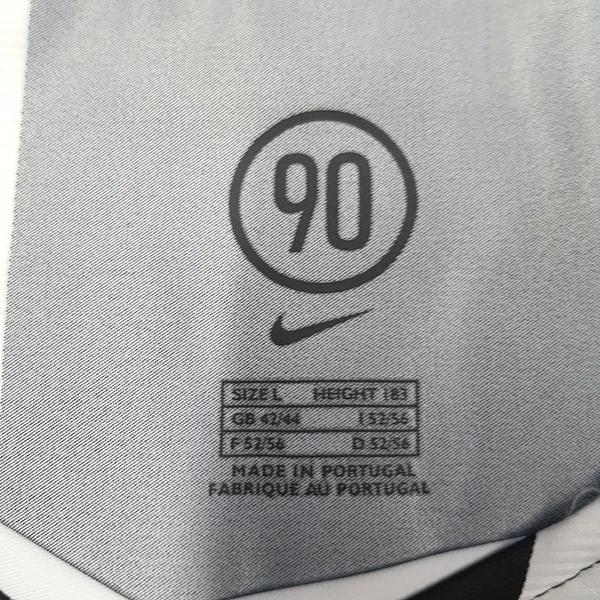 90
SIZE L HEIGHT 183
GB 42/44 I 52/56
F 52/56 D 52/56
MADE IN PORTUGAL
FABRIQUE AU PORTUGAL